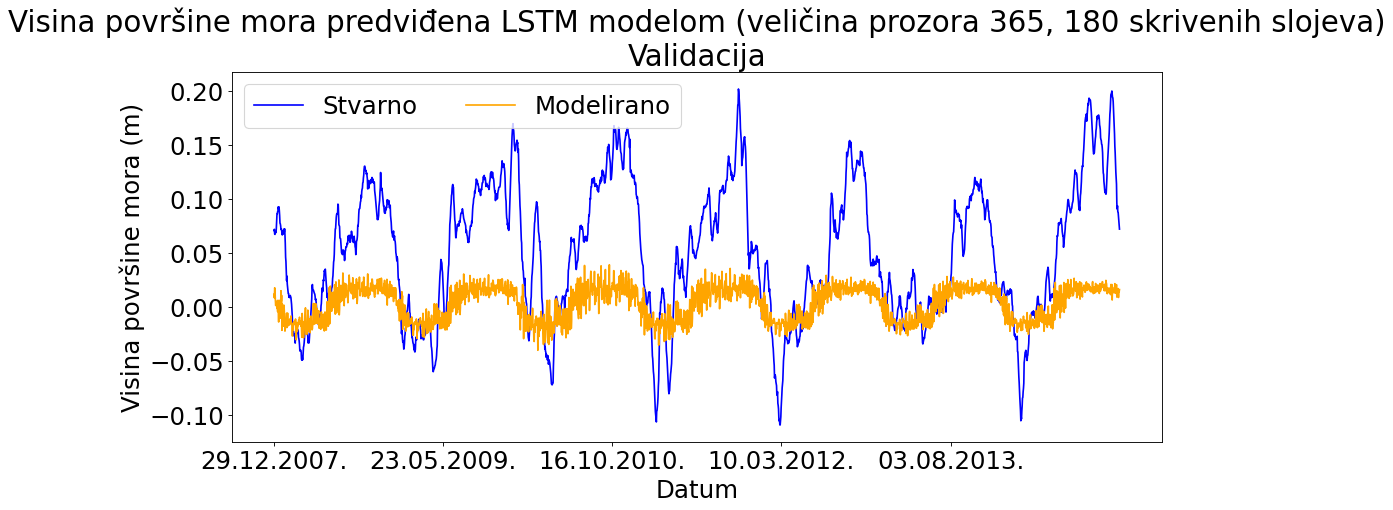 Visina površine mora predviđena LSTM modelom (veličina prozora 365, 180 skrivenih slojeva)
Validacija
Stvarno Modelirano
Visina površine mora (m)
0.20
0.15
0.10
0.05
0.00
−0.05
−0.10
29.12.2007. 23.05.2009. 16.10.2010. 10.03.2012. 03.08.2013.
Datum